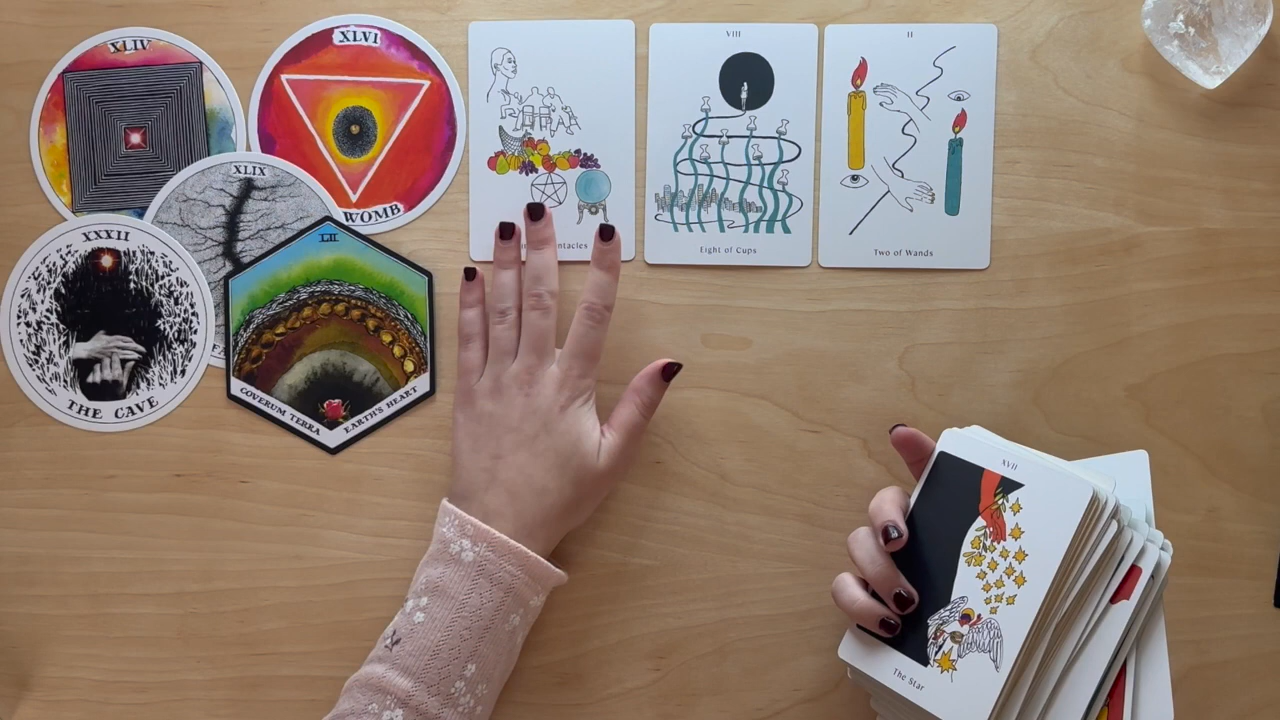 XLIV
XLVI
WOMB
XLIX
XXXII
THE CAVE
LII
COVERUM TERRA
EARTH'S HEART
VIII
Eight of Cups
II
Two of Wands
XVII
The Star